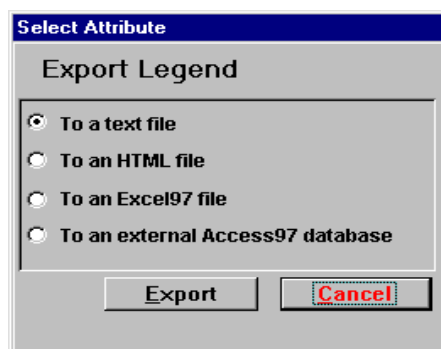 Select Attribute
Export Legend
To a text file
To an HTML file
To an Excel97 file
To an external Access97 database
Export Cancel